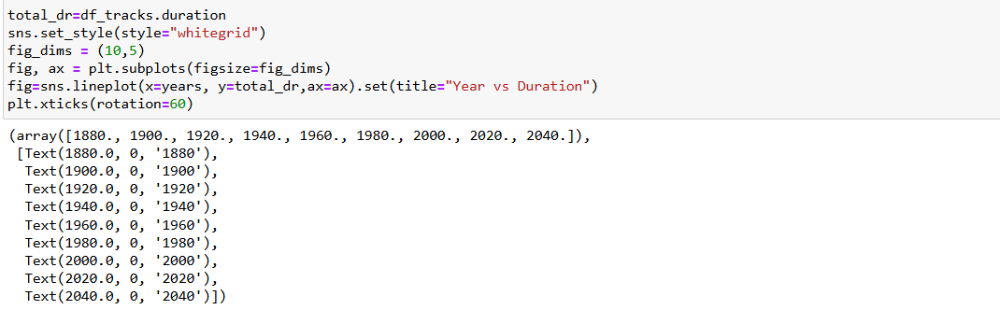 total_dr=df_tracks.duration
sns.set_style(style="whitegrid")
fig_dims = (10,5)
fig, ax = plt.subplots(figsize=fig_dims)
fig=sns.lineplot(x=years, y=total_dr,ax=ax).set(title="Year vs Duration")
plt.xticks(rotation=60)
(array([1880., 1900., 1920., 1940., 1960., 1980., 2000., 2020., 2040.]),
 [Text(1880.0, 0, '1880'),
  Text(1900.0, 0, '1900'),
  Text(1920.0, 0, '1920'),
  Text(1940.0, 0, '1940'),
  Text(1960.0, 0, '1960'),
  Text(1980.0, 0, '1980'),
  Text(2000.0, 0, '2000'),
  Text(2020.0, 0, '2020'),
  Text(2040.0, 0, '2040')])